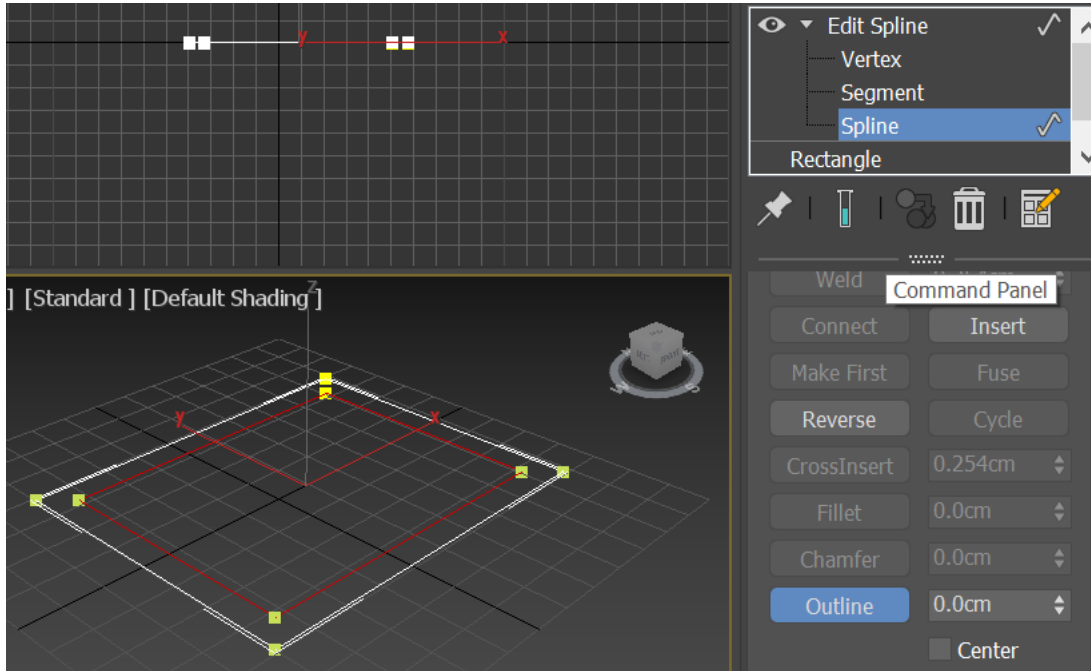 y
x
] [Standard ] [Default Shading ]
z
y
x
Edit Spline
Vertex
Segment
Spline
Rectangle
Weld
Command Panel
Connect Insert
Make First Fuse
Reverse Cycle
CrossInsert 0.254cm
Fillet 0.0cm
Chamfer 0.0cm
Outline 0.0cm
Center